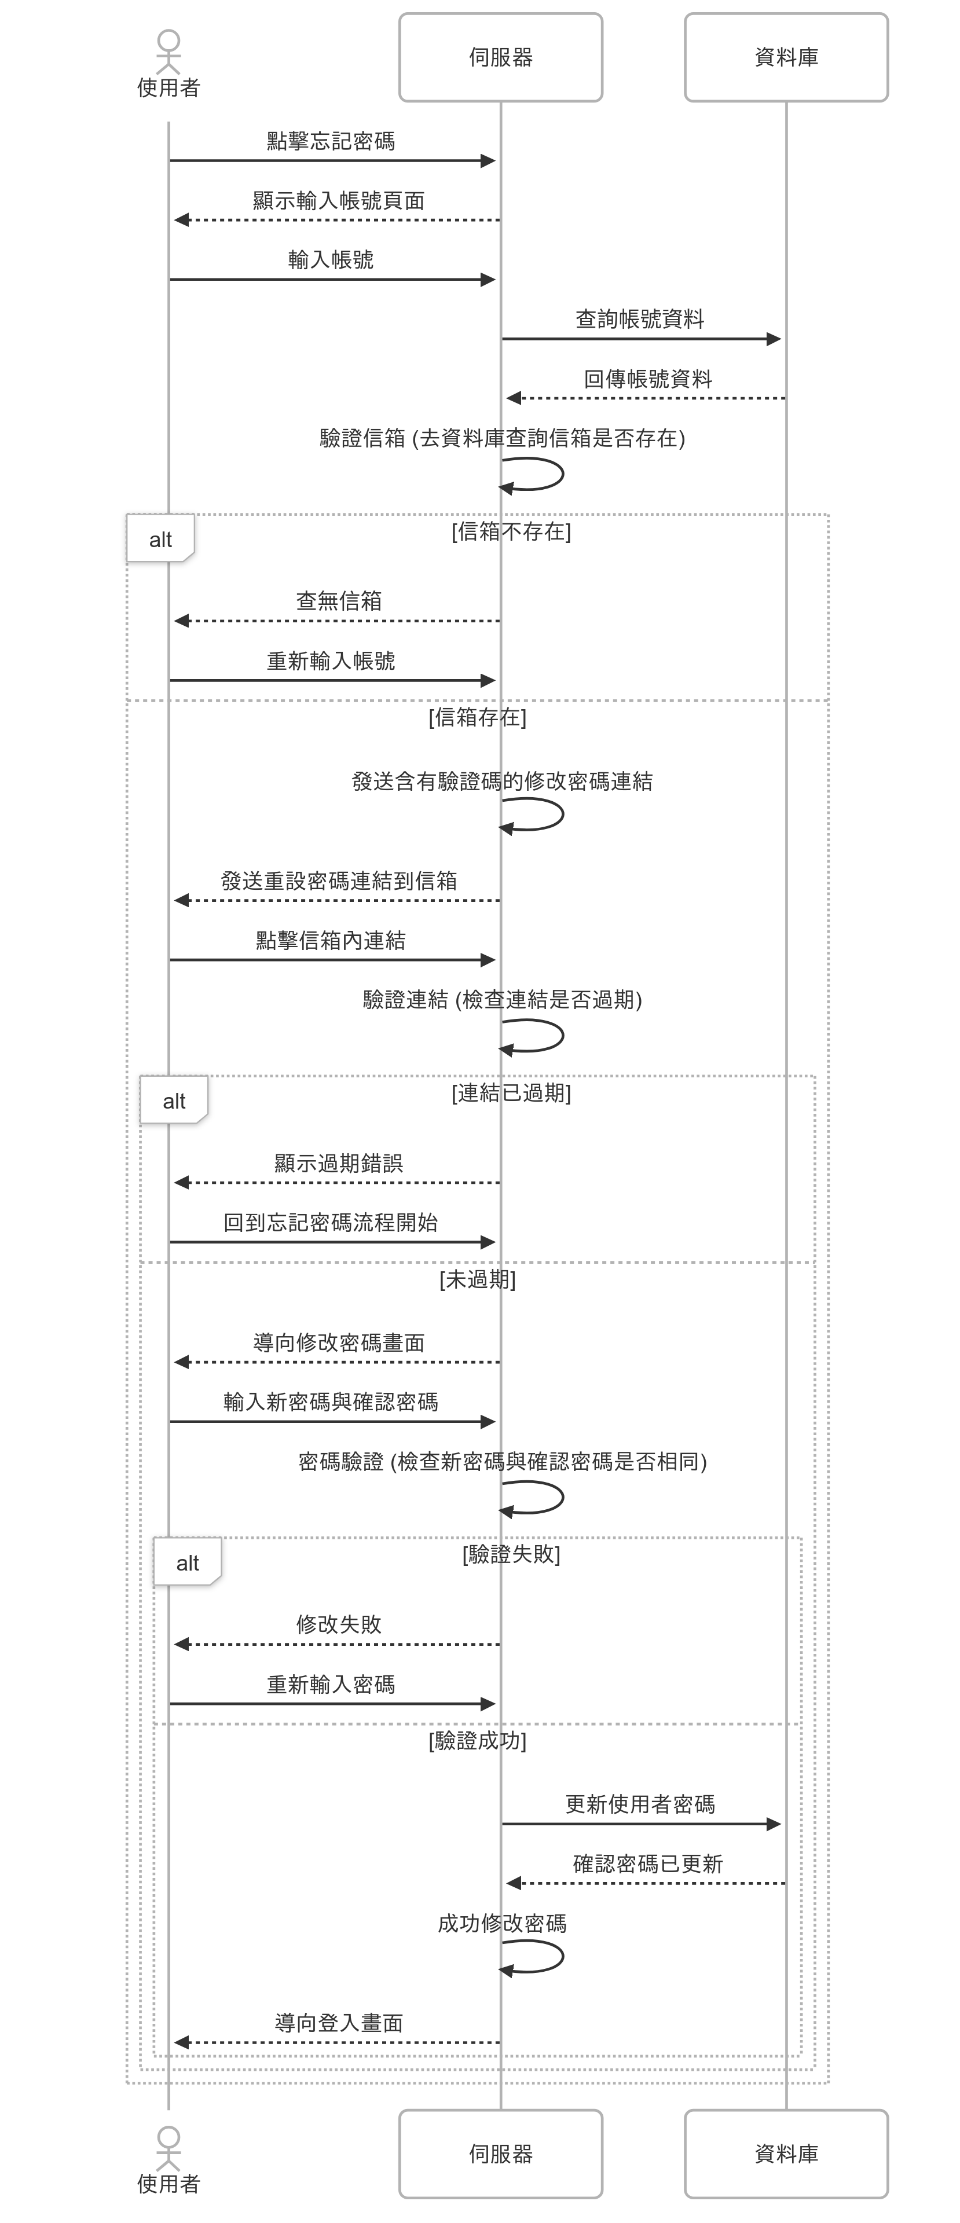 使用者
伺服器
資料庫
點擊忘記密碼
顯示輸入帳號頁面
輸入帳號
查詢帳號資料
回傳帳號資料
驗證信箱 (去資料庫查詢信箱是否存在)
alt
[信箱不存在]
查無信箱
重新輸入帳號
[信箱存在]
發送含有驗證碼的修改密碼連結
發送重設密碼連結到信箱
點擊信箱內連結
驗證連結 (檢查連結是否過期)
alt
[連結已過期]
顯示過期錯誤
回到忘記密碼流程開始
[未過期]
導向修改密碼畫面
輸入新密碼與確認密碼
密碼驗證 (檢查新密碼與確認密碼是否相同)
alt
[驗證失敗]
修改失敗
重新輸入密碼
[驗證成功]
更新使用者密碼
確認密碼已更新
成功修改密碼
導向登入畫面
使用者
伺服器
資料庫